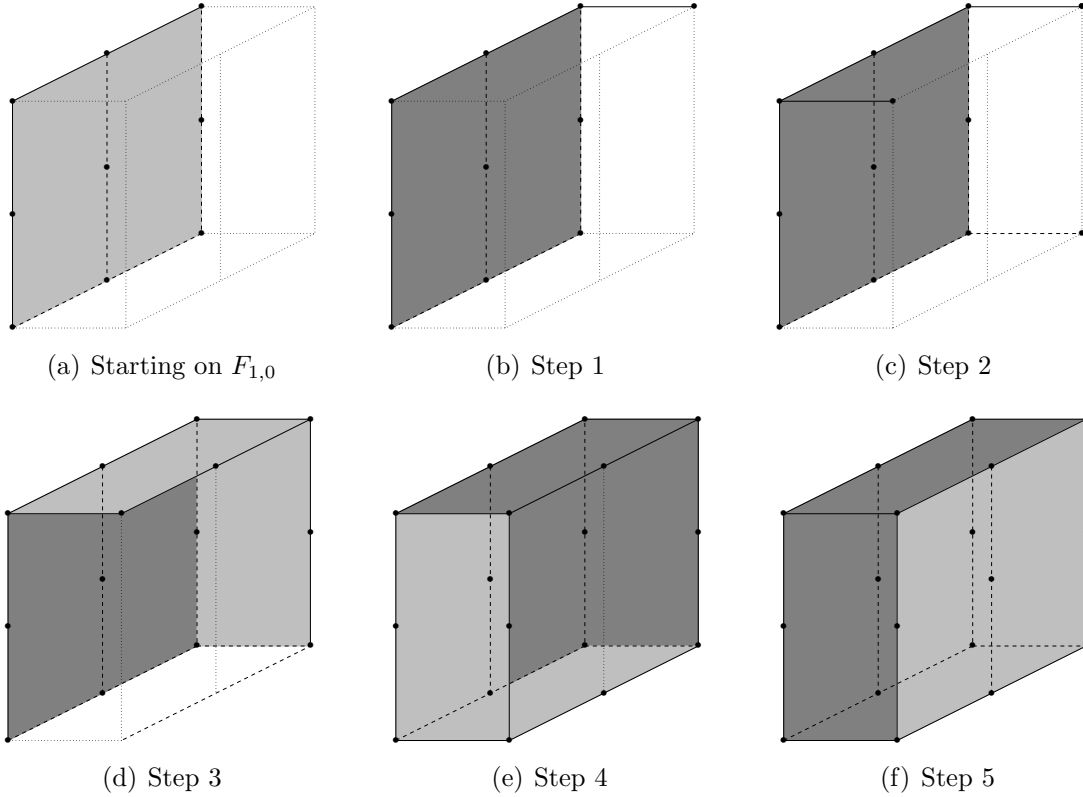 (a) Starting on F₁,₀
(b) Step 1
(c) Step 2
(d) Step 3
(e) Step 4
(f) Step 5